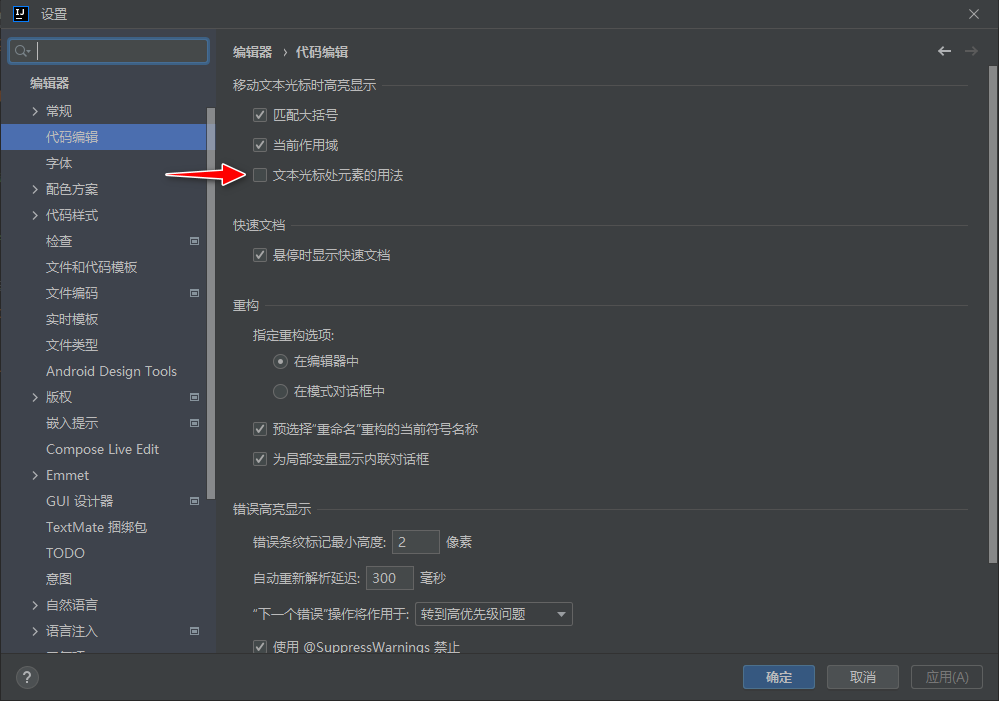 设置
编辑器
常规
代码编辑
字体
配色方案
代码样式
检查
文件和代码模板
文件编码
实时模板
文件类型
Android Design Tools
版权
嵌入提示
Compose Live Edit
Emmet
GUI 设计器
TextMate 捆绑包
TODO
意图
自然语言
语言注入
编辑器 › 代码编辑
移动文本光标时高亮显示
匹配大括号
当前作用域
文本光标处元素的用法
快速文档
悬停时显示快速文档
重构
指定重构选项:
在编辑器中
在模式对话框中
预选择"重命名"重构的当前符号名称
为局部变量显示内联对话框
错误高亮显示
错误条纹标记最小高度: 2 像素
自动重新解析延迟: 300 毫秒
"下一个错误"操作将作用于: 转到高优先级问题
使用 @SuppressWarnings 禁止
? 确定 取消 应用(A)